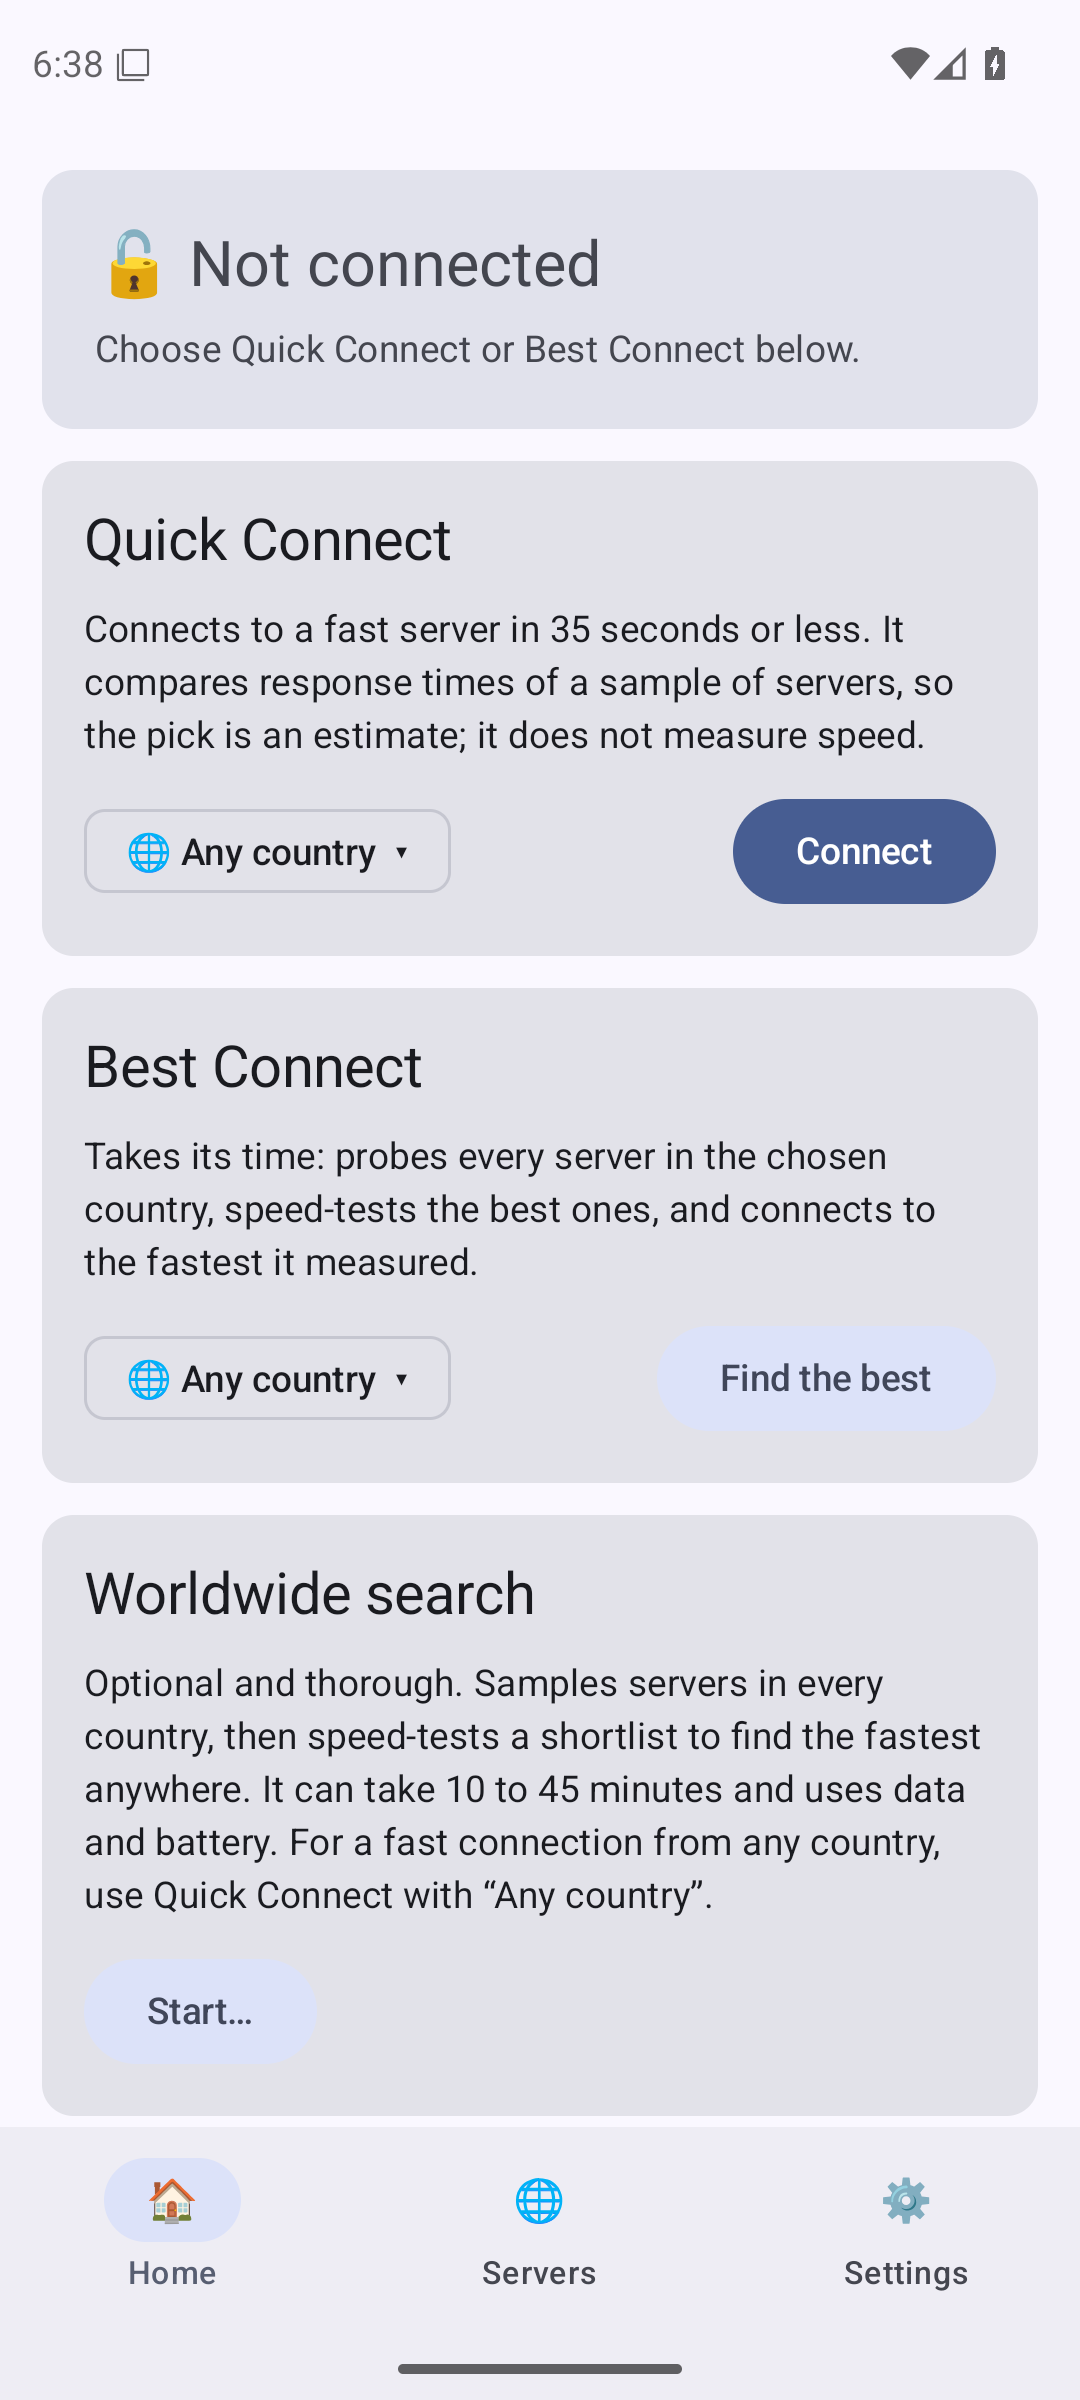 6:38
Not connected
Choose Quick Connect or Best Connect below.
Quick Connect
Connects to a fast server in 35 seconds or less. It
compares response times of a sample of servers, so
the pick is an estimate; it does not measure speed.
Any country
Connect
Best Connect
Takes its time: probes every server in the chosen
country, speed-tests the best ones, and connects to
the fastest it measured.
Any country
Find the best
Worldwide search
Optional and thorough. Samples servers in every
country, then speed-tests a shortlist to find the fastest
anywhere. It can take 10 to 45 minutes and uses data
and battery. For a fast connection from any country,
use Quick Connect with “Any country”.
Start…
Home
Servers
Settings